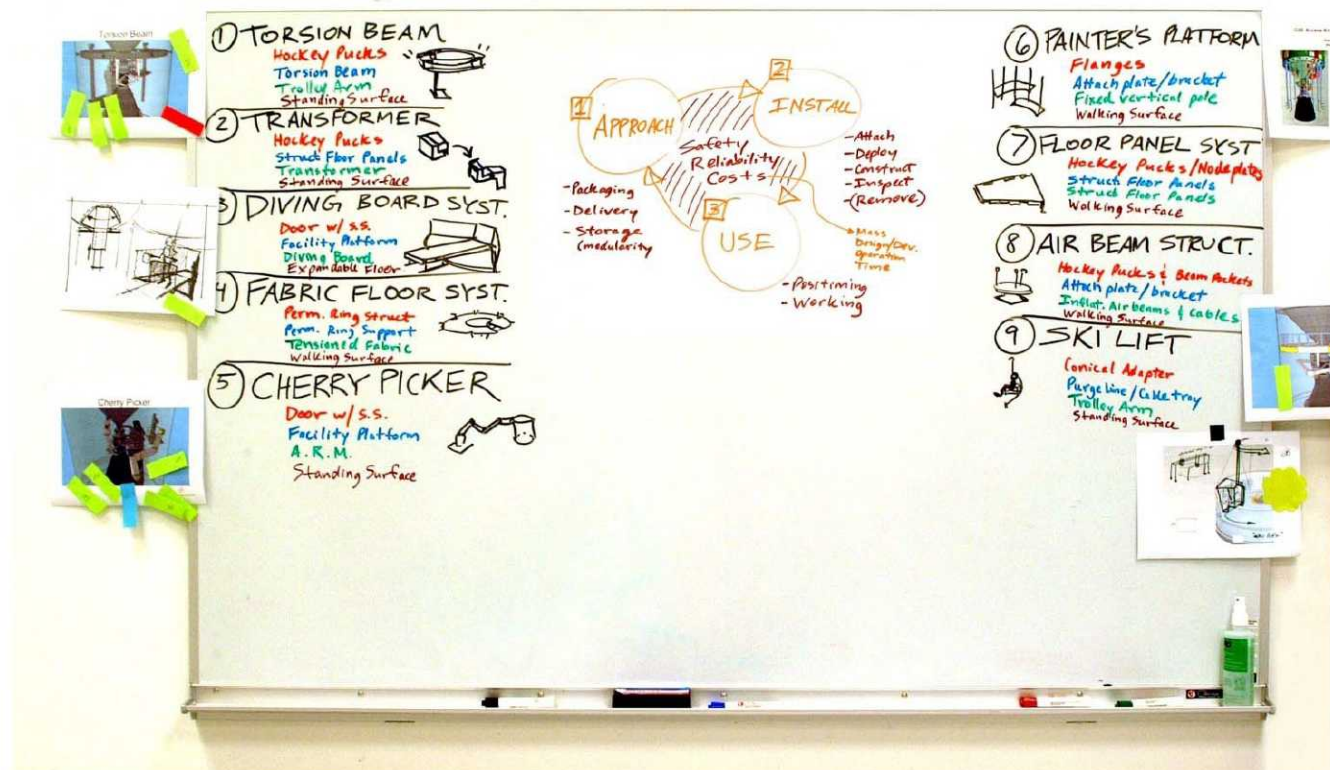 Torsion Beam
① TORSION BEAM
Hockey Pucks
Torsion Beam
Trolley Arm
Standing Surface
② TRANSFORMER
Hockey Pucks
Struct Floor Panels
Transformer
Standing Surface
3 DIVING BOARD SYST.
Door w/ s.s.
Facility Platform
Diving Board
Expandable Floor
4 FABRIC FLOOR SYST.
Perm. Ring Struct
Perm. Ring Support
Tensioned Fabric
Walking Surface
⑤ CHERRY PICKER
Door w/ s.s.
Facility Platform
A.R.M.
Standing Surface
Cherry Picker
1
APPROACH
-Packaging
-Delivery
- Storage
(modularity
2
INSTALL
-Attach
-Deploy
-Construct
-Inspect
-(Remove)
Safety
Reliability
Costs
Mass
Design/Dev.
Operation
Time
3
USE
-Positioning
-Working
⑥ PAINTER'S PLATFORM
Flanges
Attach plate/bracket
Fixed vertical pole
Walking Surface
⑦ FLOOR PANEL SYST
Hockey Pucks/Node plates
Struct Floor Panels
Struct Floor Panels
Walking Surface
⑧ AIR BEAM STRUCT.
Hockey Pucks & Beam Pockets
Attach plate/bracket
Inflat. Air beams & cables
Walking Surface
⑨ SKI LIFT
Conical Adapter
Purge line/Cable tray
Trolley Arm
Standing Surface